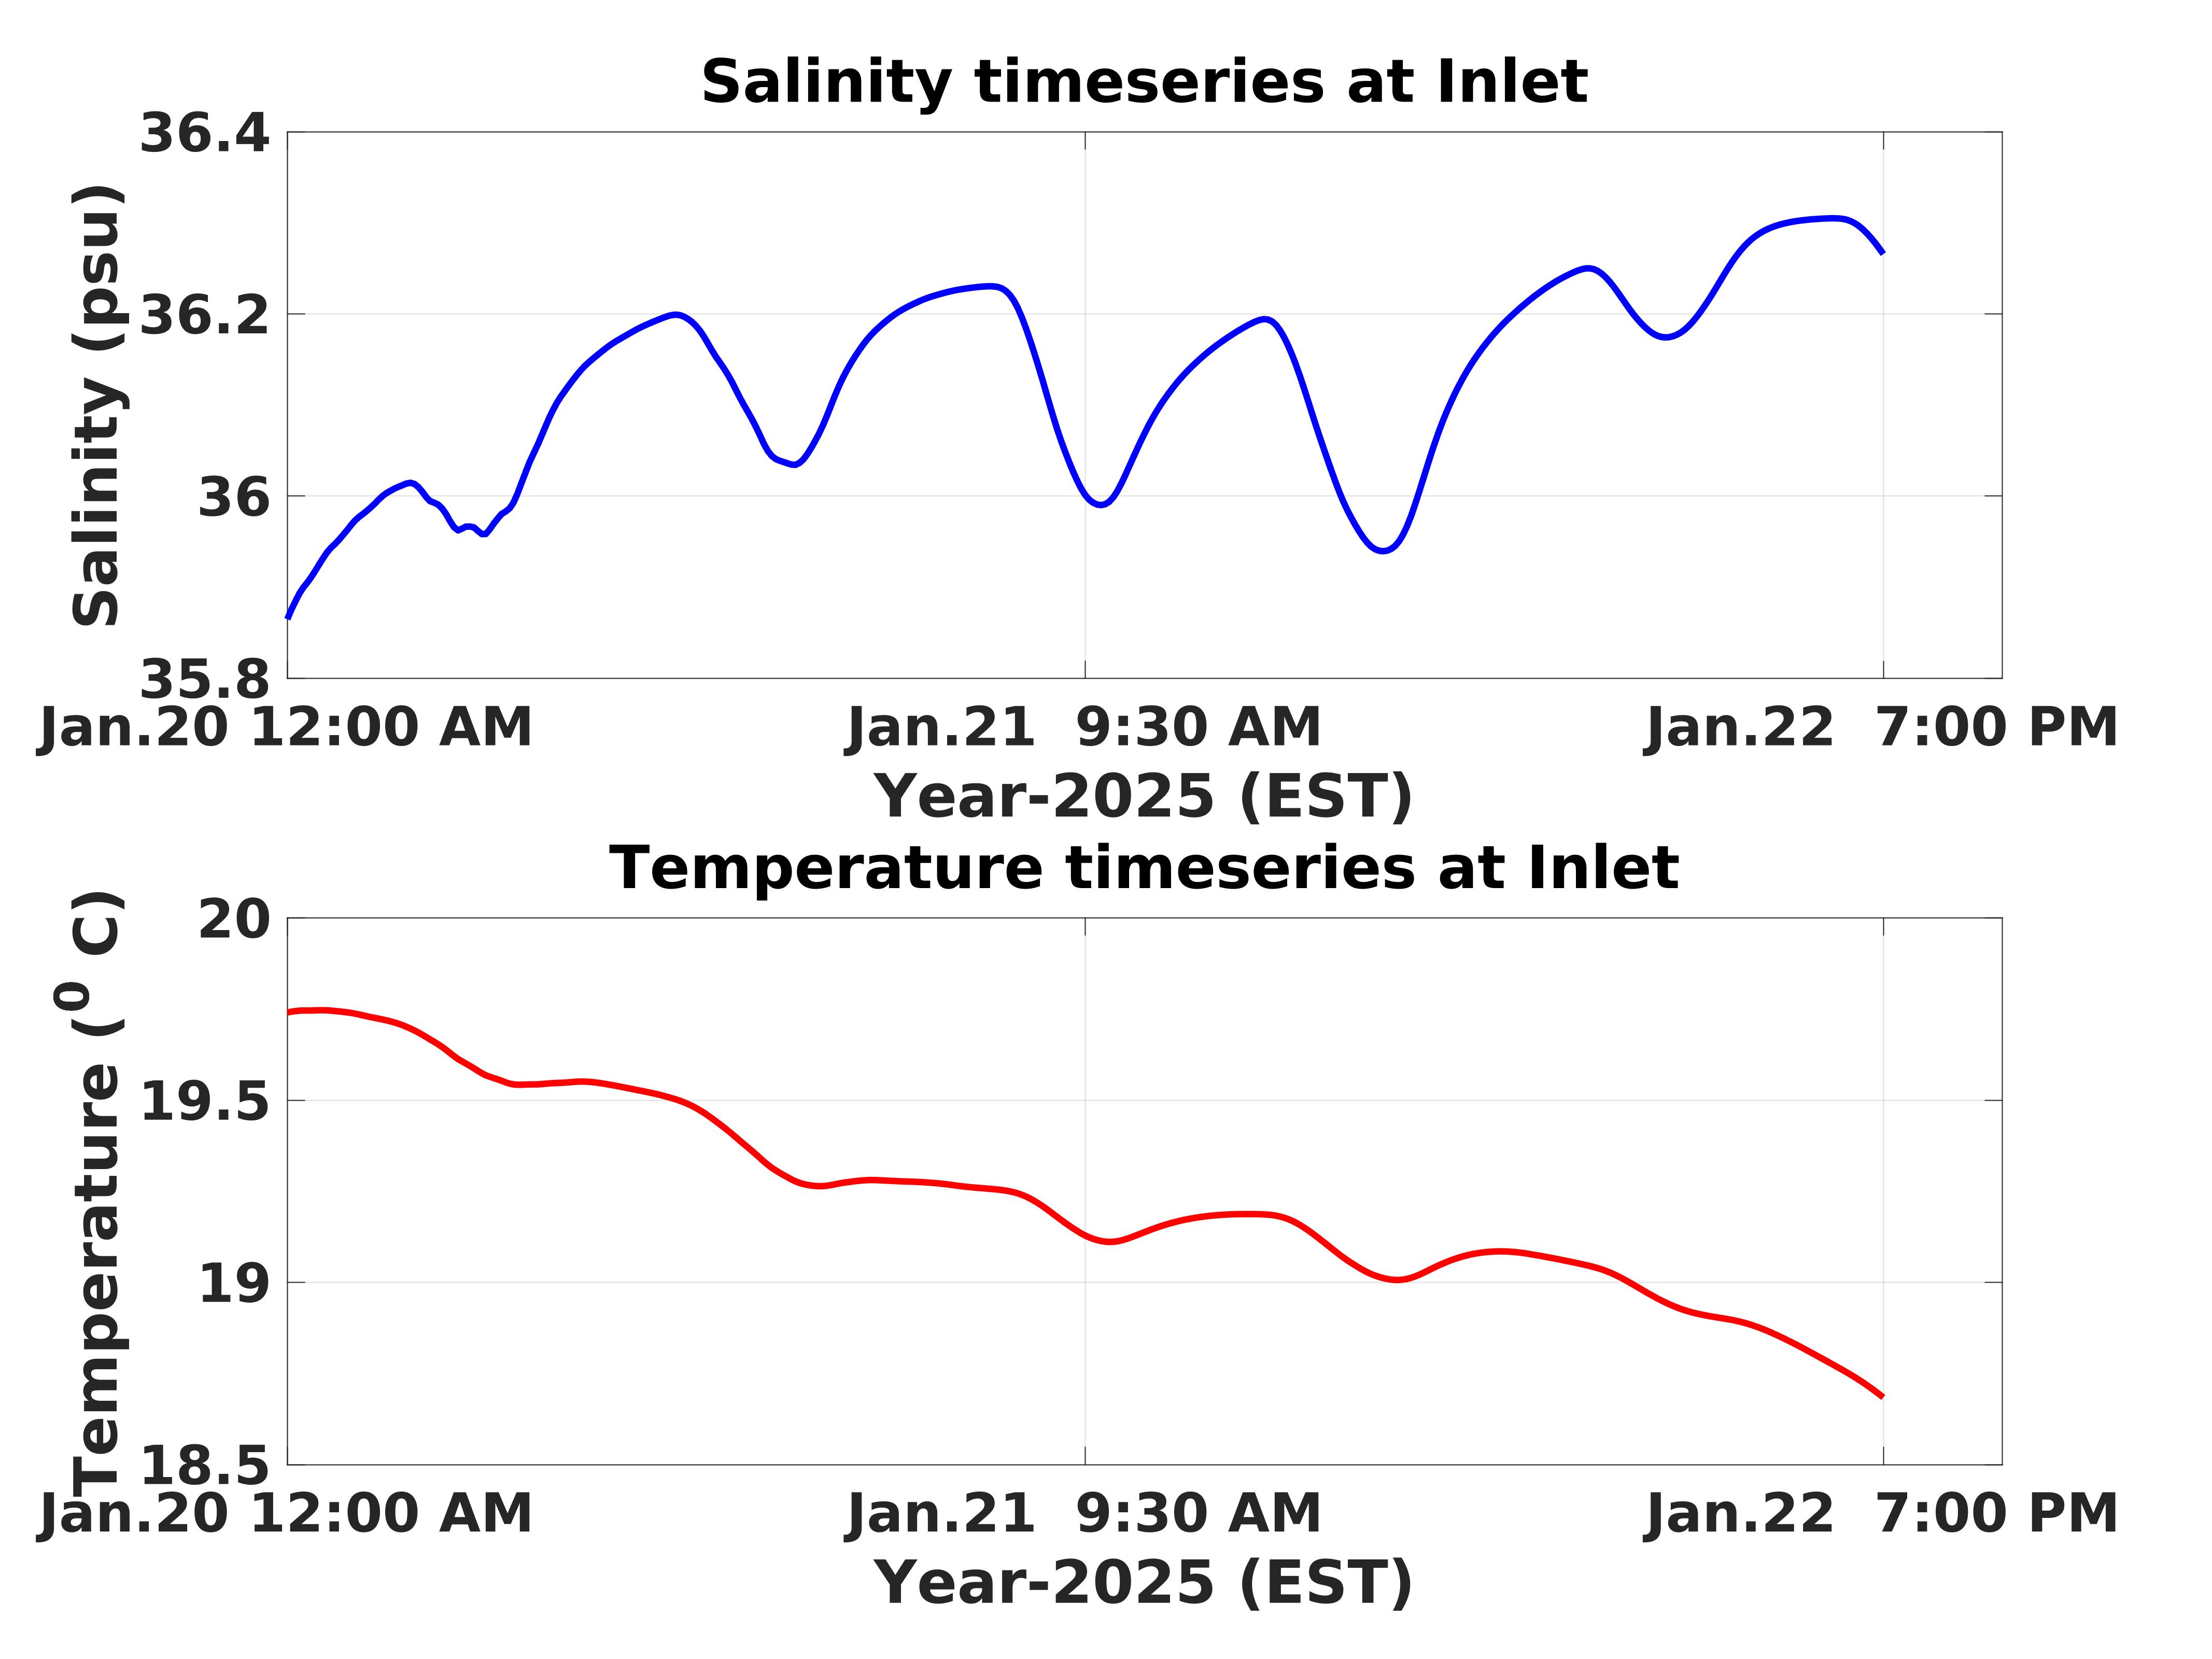 Salinity timeseries at Inlet
Salinity (psu)
36.4
36.2
36
35.8
Jan.20 12:00 AM
Jan.21  9:30 AM
Jan.22  7:00 PM
Year-2025 (EST)
Temperature timeseries at Inlet
Temperature (⁰ C)
20
19.5
19
18.5
Jan.20 12:00 AM
Jan.21  9:30 AM
Jan.22  7:00 PM
Year-2025 (EST)